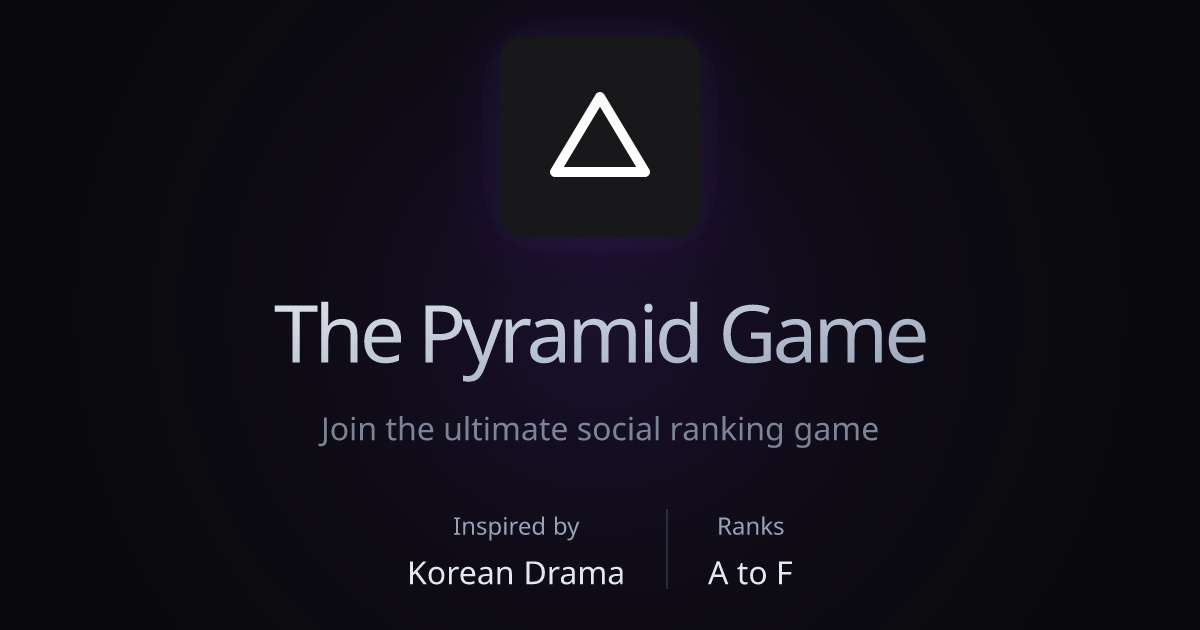 The Pyramid Game
Join the ultimate social ranking game
Inspired by
Korean Drama
Ranks
A to F